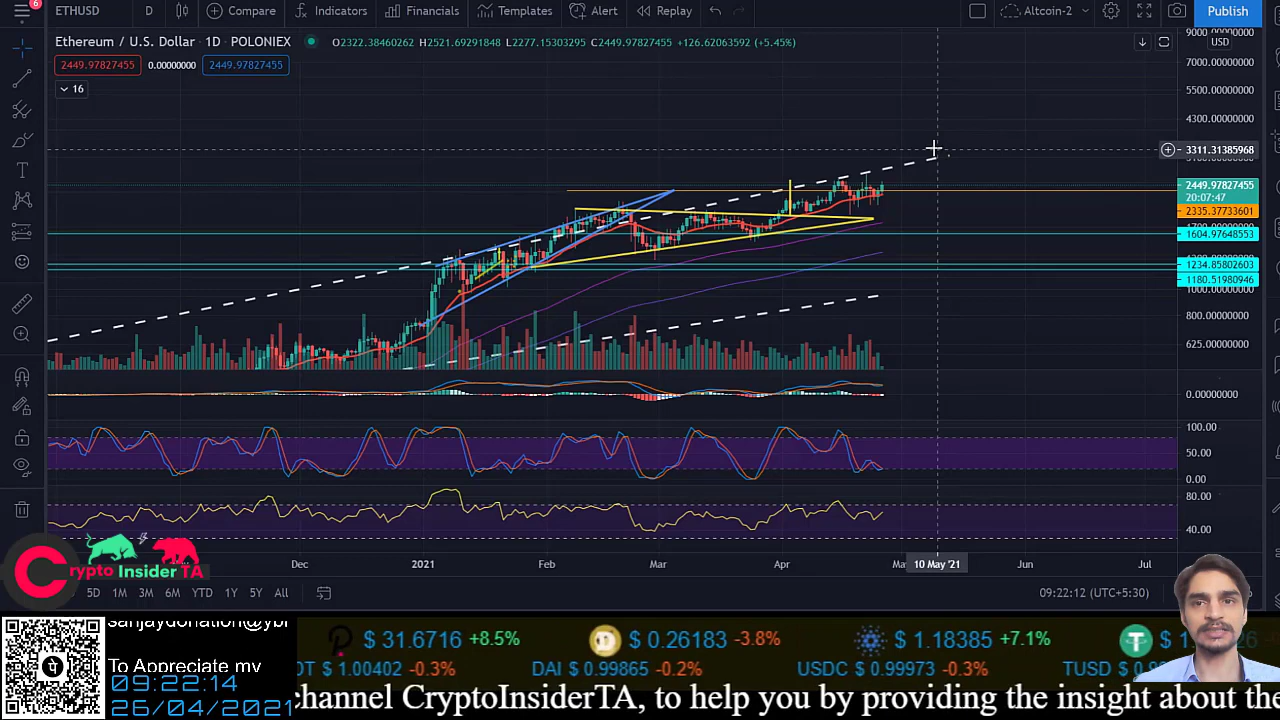 6
ETHUSD D Compare Indicators Financials Templates Alert Replay Altcoin-2 Publish
Ethereum / U.S. Dollar · 1D · POLONIEX O2322.38460262 H2521.69291848 L2277.15303295 C2449.97827455 +126.62063592 (+5.45%)
USD
2449.97827455 0.00000000 2449.97827455
16
7000.00000000
5500.00000000
4300.00000000
3311.31385968
2449.97827455
20:07:47
2335.37733601
1604.97648553
1234.85802603
1180.51980946
1000.00000000
800.00000000
625.00000000
0.00000000
100.00
50.00
0.00
80.00
40.00
Dec 2021 Feb Mar Apr 10 May '21 Jun Jul
Crypto Insider TA
5D 1M 3M 6M YTD 1Y 5Y All 09:22:12 (UTC+5:30)
sanjaydonation@ybl
$ 31.6716 +8.5% $ 0.26183 -3.8% $ 1.18385 +7.1%
To Appreciate my
$ 1.00402 -0.3% DAI $ 0.99865 -0.2% USDC $ 0.99973 -0.3% TUSD
09:22:14
26/04/2021
channel CryptoInsiderTA, to help you by providing the insight about the